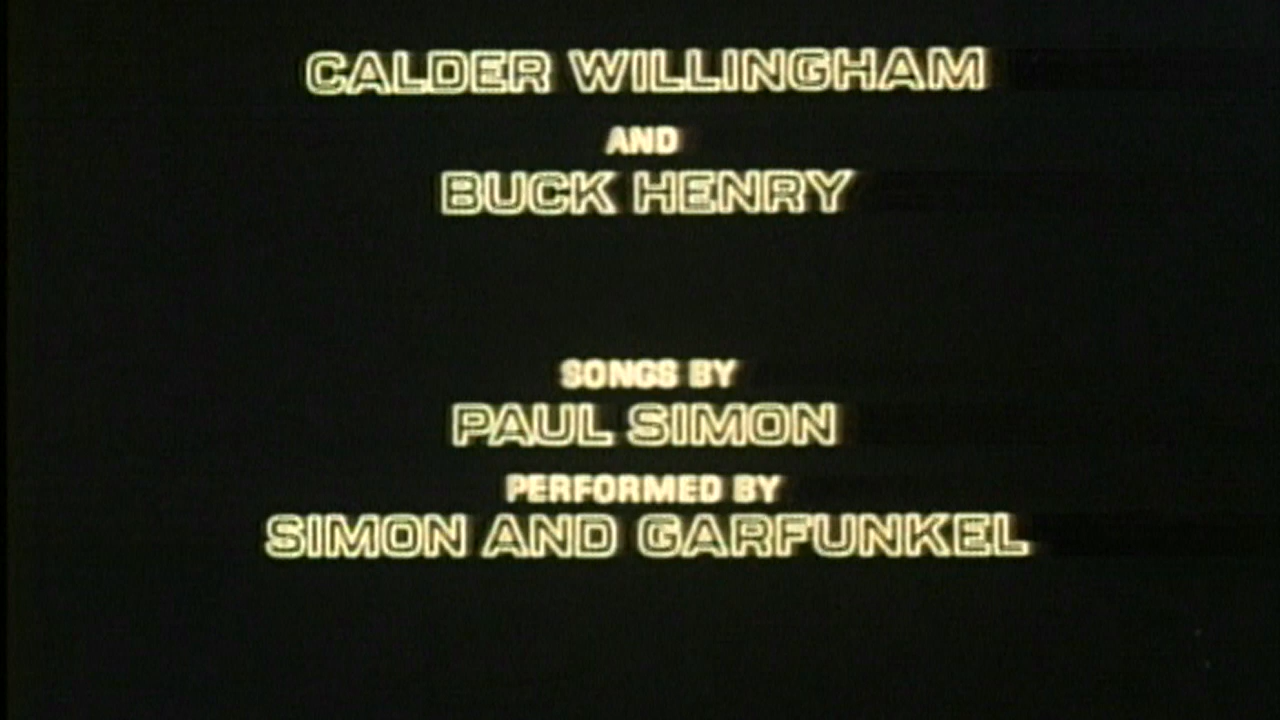 CALDER WILLINGHAM
AND
BUCK HENRY
SONGS BY
PAUL SIMON
PERFORMED BY
SIMON AND GARFUNKEL